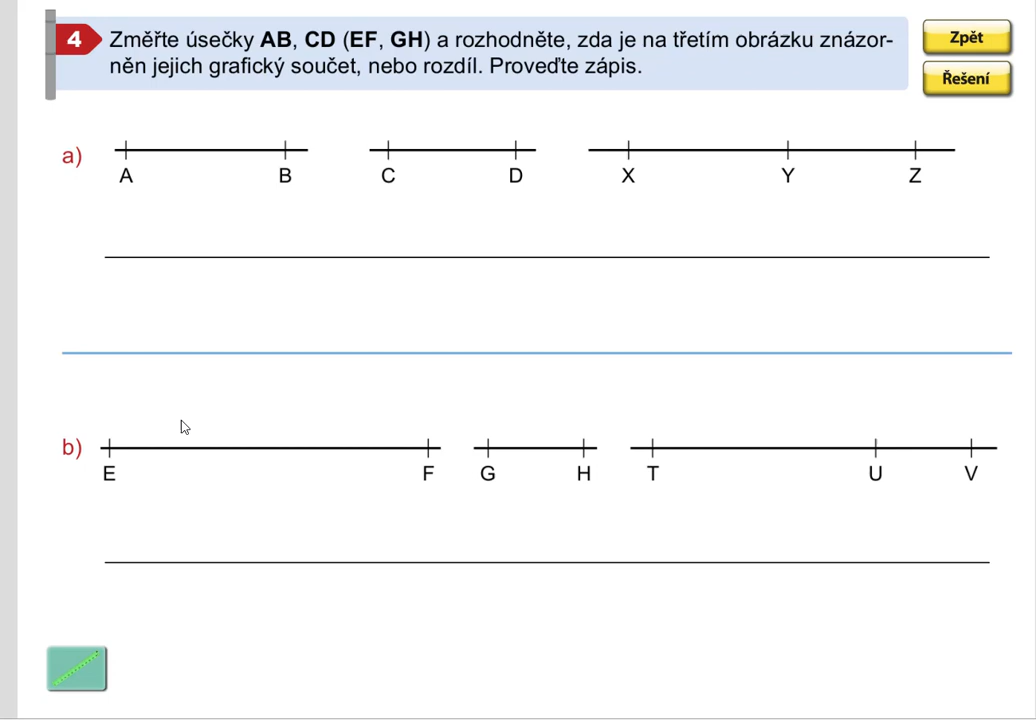 4 Změřte úsečky AB, CD (EF, GH) a rozhodněte, zda je na třetím obrázku znázor-
něn jejich grafický součet, nebo rozdíl. Proveďte zápis.
Zpět
Řešení
a)
A B C D X Y Z
b)
E F G H T U V